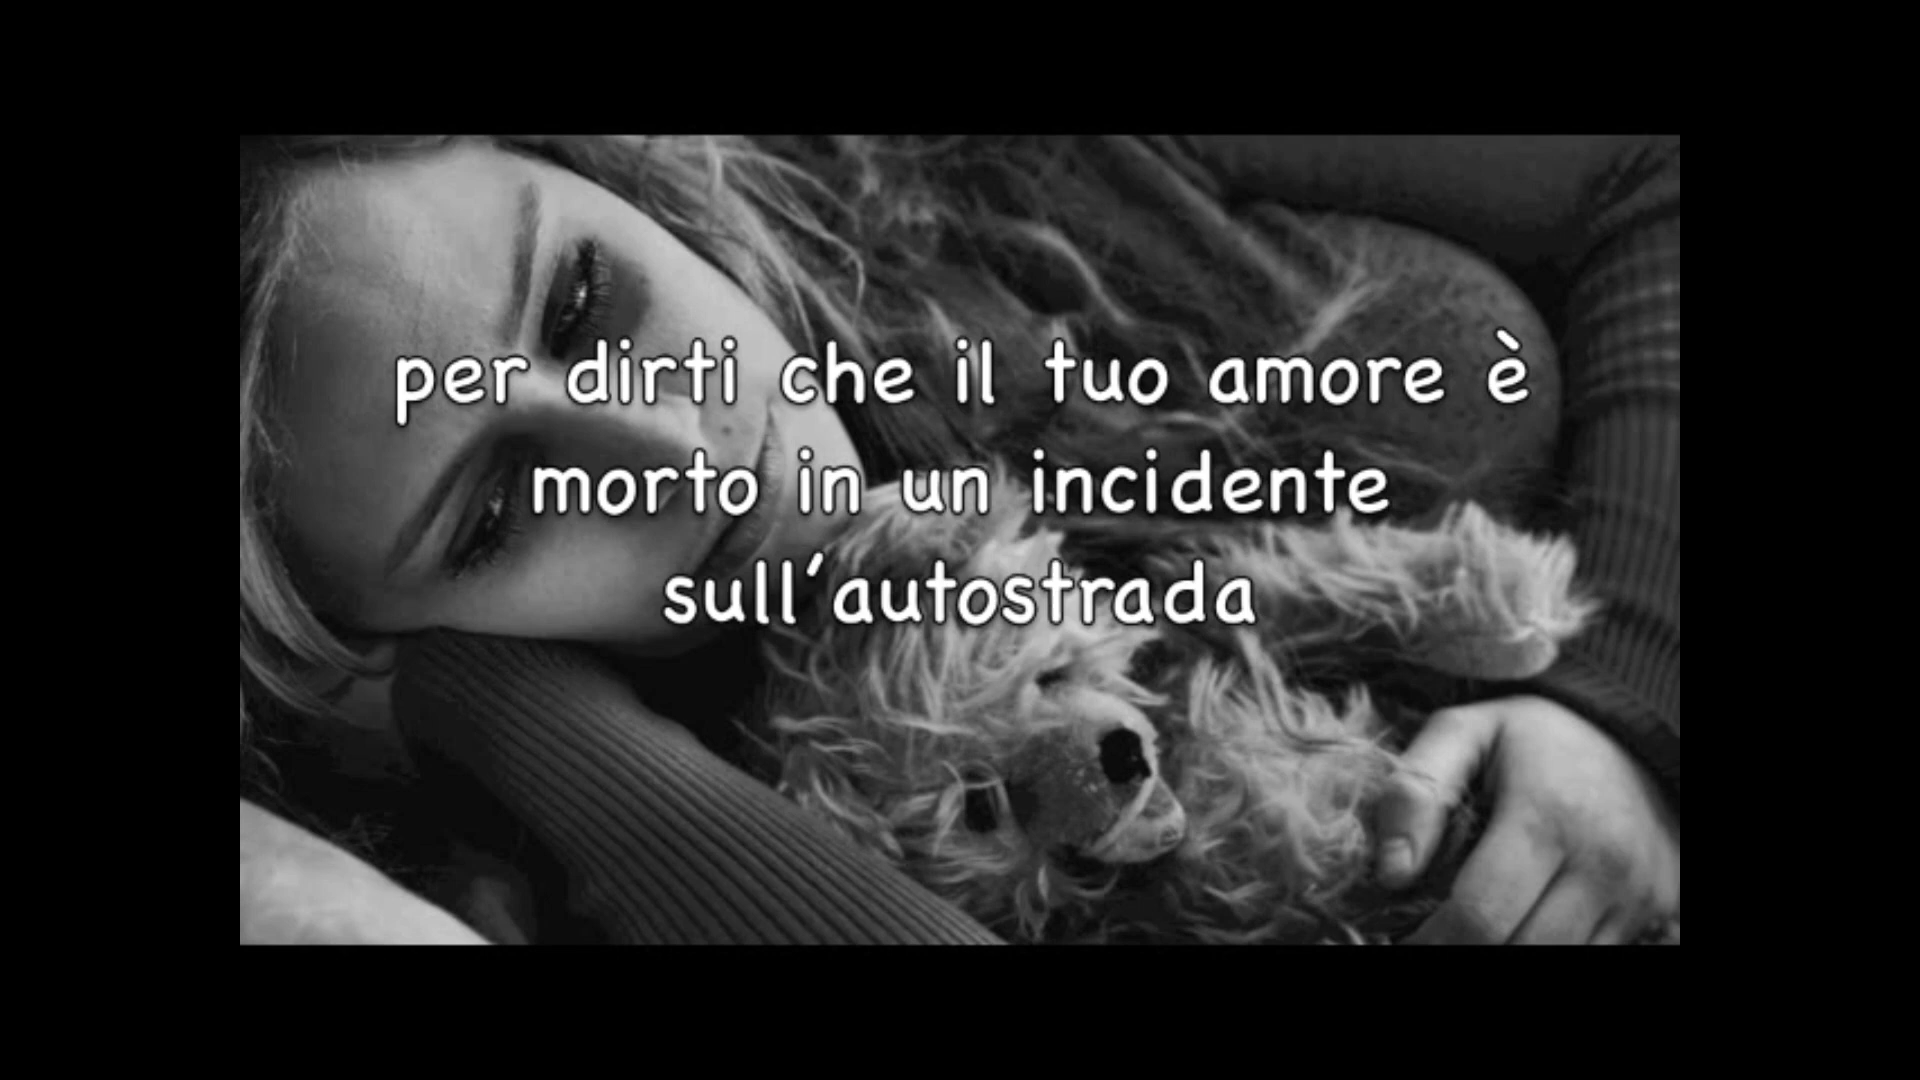 per dirti che il tuo amore è
morto in un incidente
sull'autostrada